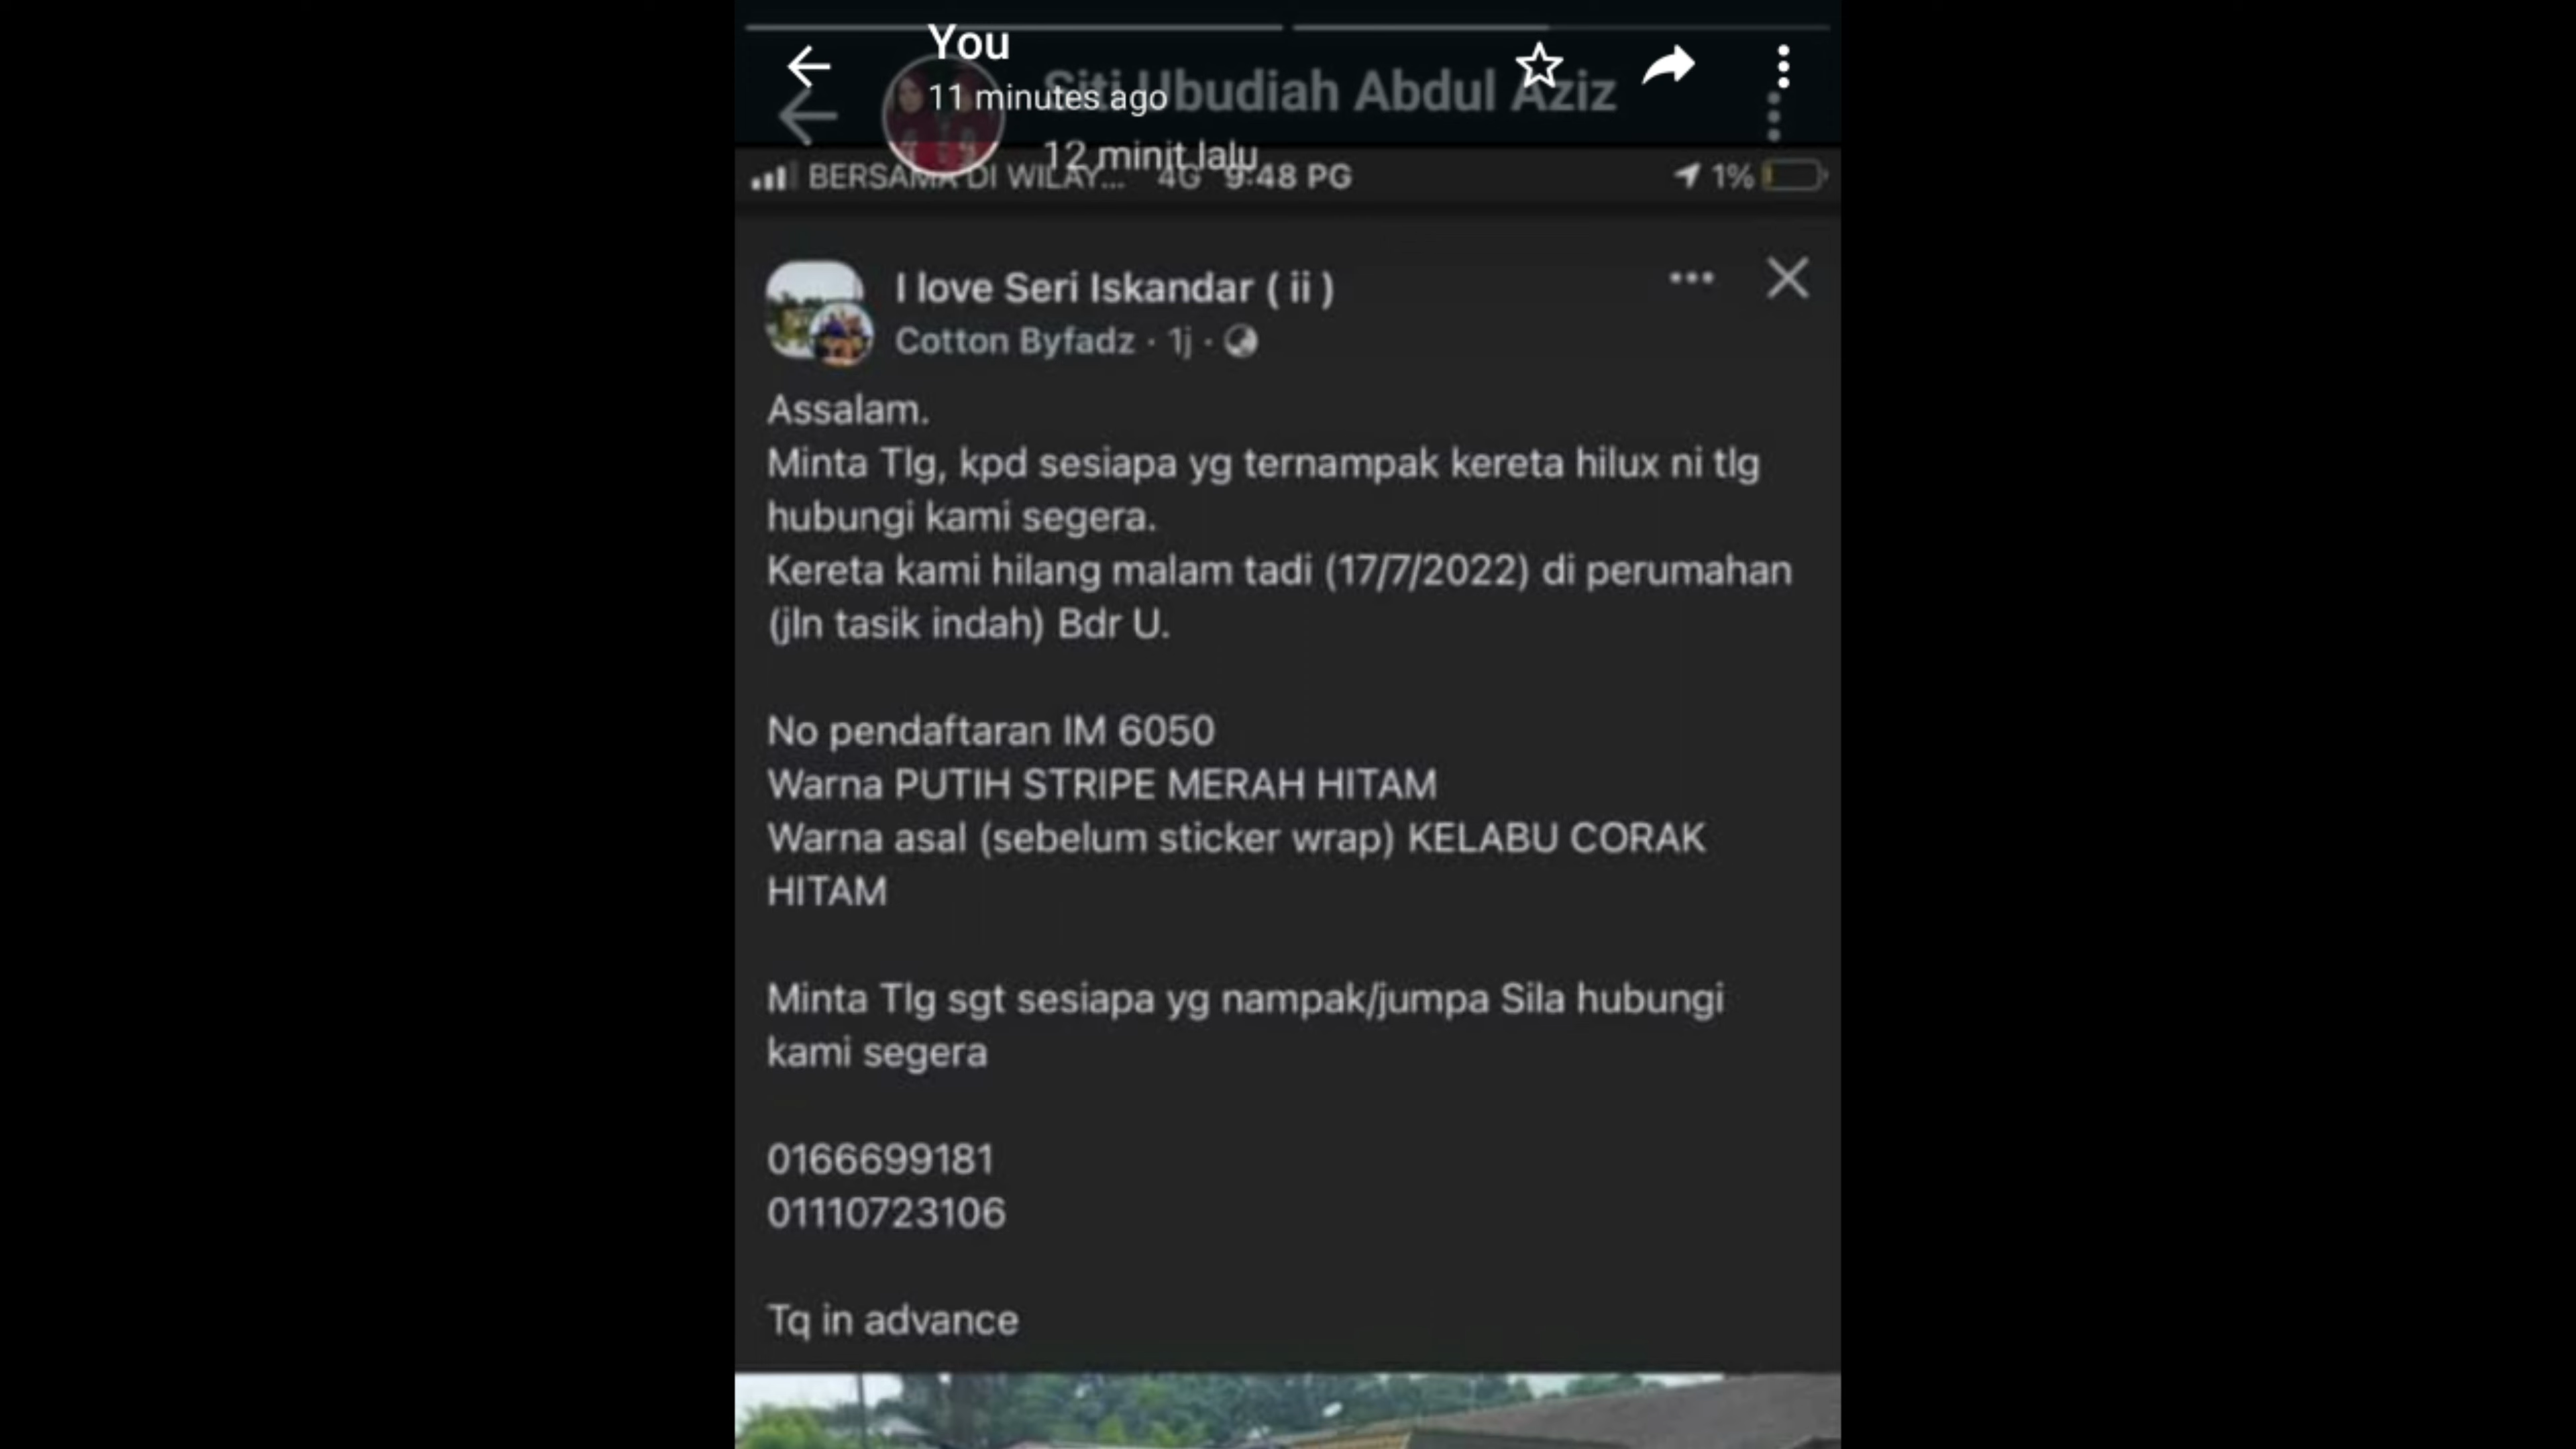 You
Siti Ubudiah Abdul Aziz
11 minutes ago
12 minit lalu
BERSAMA DI WILAY... 4G 9:48 PG 1%
I love Seri Iskandar ( ii )
Cotton Byfadz · 1j ·
Assalam.
Minta Tlg, kpd sesiapa yg ternampak kereta hilux ni tlg
hubungi kami segera.
Kereta kami hilang malam tadi (17/7/2022) di perumahan
(jln tasik indah) Bdr U.
No pendaftaran IM 6050
Warna PUTIH STRIPE MERAH HITAM
Warna asal (sebelum sticker wrap) KELABU CORAK
HITAM
Minta Tlg sgt sesiapa yg nampak/jumpa Sila hubungi
kami segera
0166699181
01110723106
Tq in advance